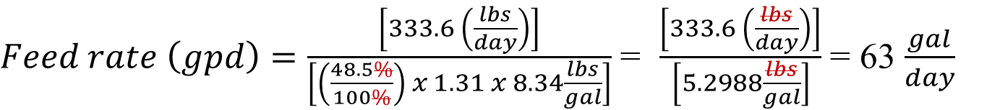 Feed rate (gpd) = [333.6 (lbs/day)] / [(48.5%/100%) x 1.31 x 8.34 lbs/gal] = [333.6 (lbs/day)] / [5.2988 lbs/gal] = 63 gal/day